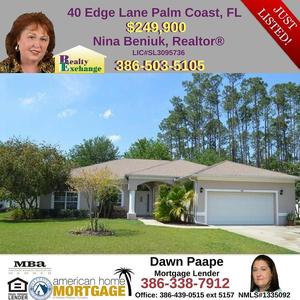 40 Edge Lane Palm Coast, FL
$249,900
Nina Beniuk, Realtor®
LIC#SL3095736
386-503-5105
Realty
Exchange
JUST
LISTED!
MBA
LENDER
american home
MORTGAGE
Dawn Paape
Mortgage Lender
386-338-7912
Office: 386-439-0515 ext 5157 NMLS#1335092